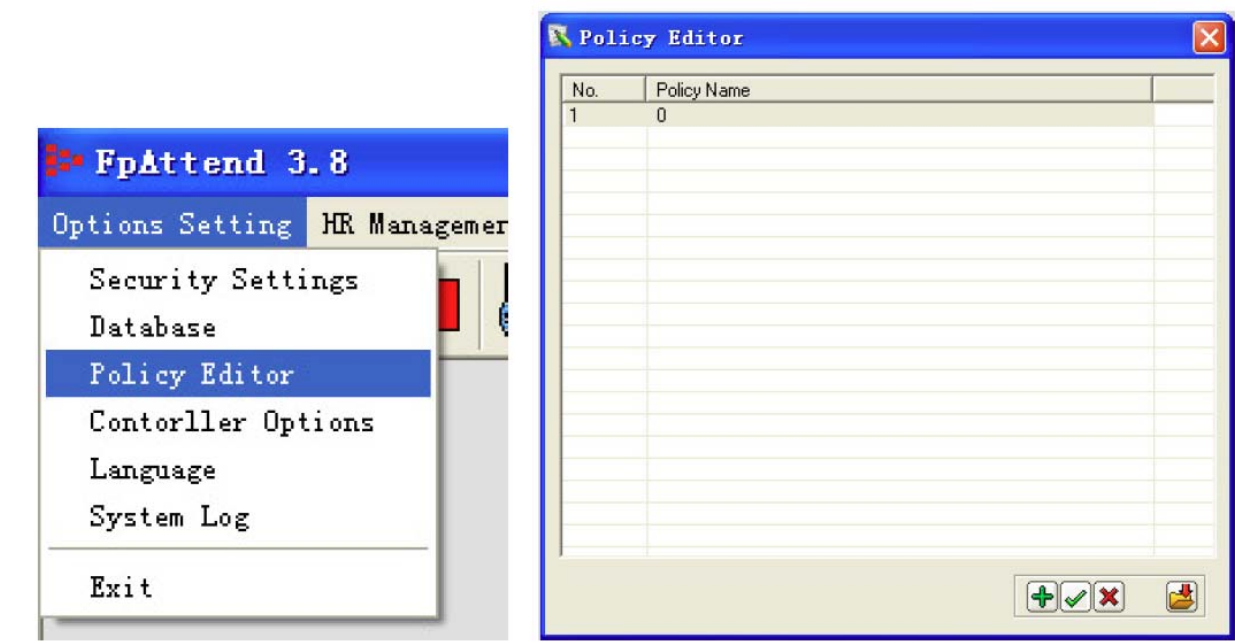 FpAttend 3.8
Options Setting HR Managemer
Security Settings
Database
Policy Editor
Contorller Options
Language
System Log
Exit
Policy Editor
No. Policy Name
1 0